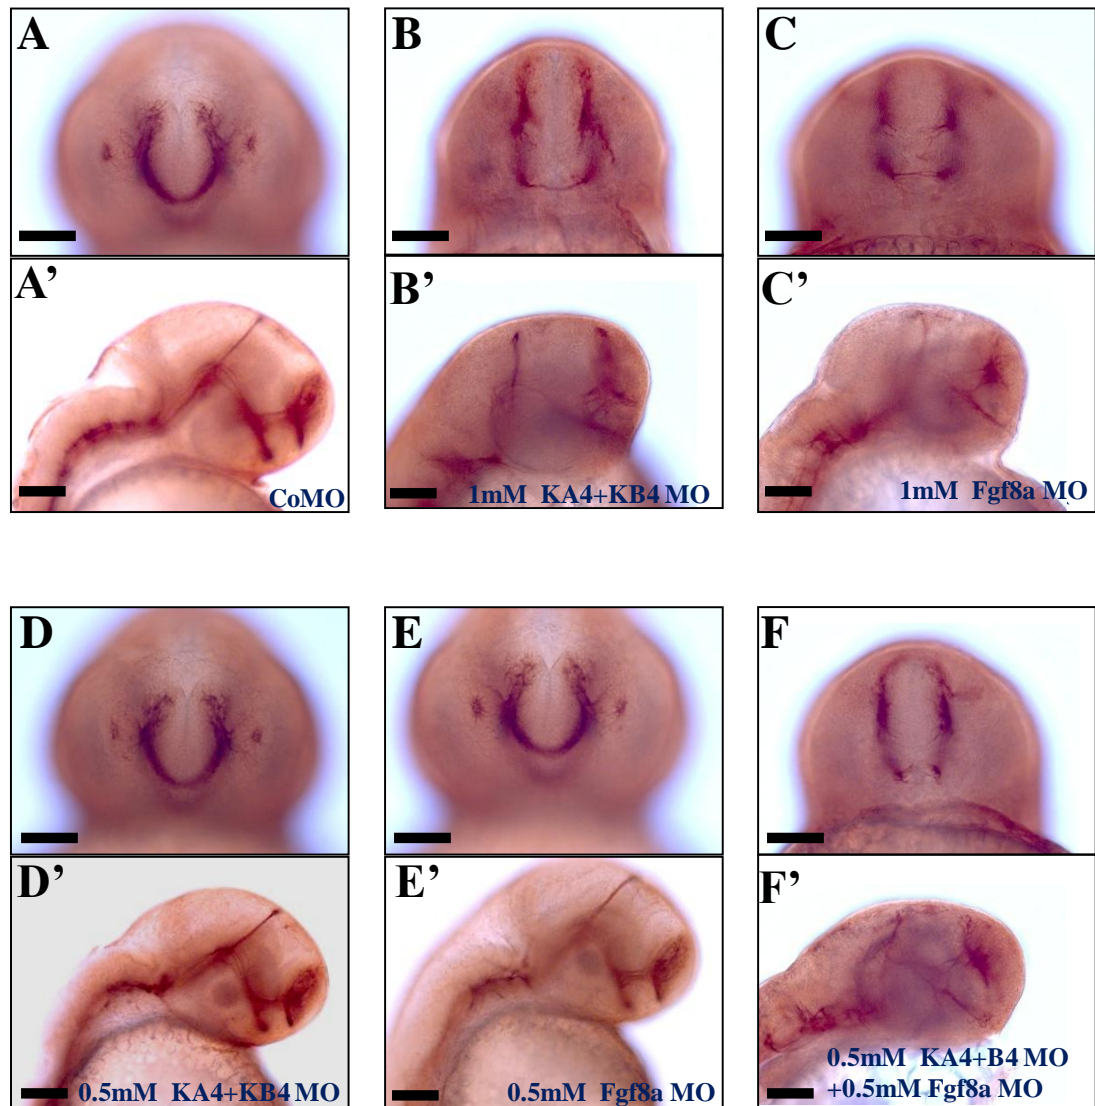 A
B
C
A’
B’
C’
CoMO
1mM KA4+KB4 MO
1mM Fgf8a MO
D
E
F
D’
E’
F’
0.5mM KA4+KB4 MO
0.5mM Fgf8a MO
0.5mM KA4+B4 MO
+0.5mM Fgf8a MO